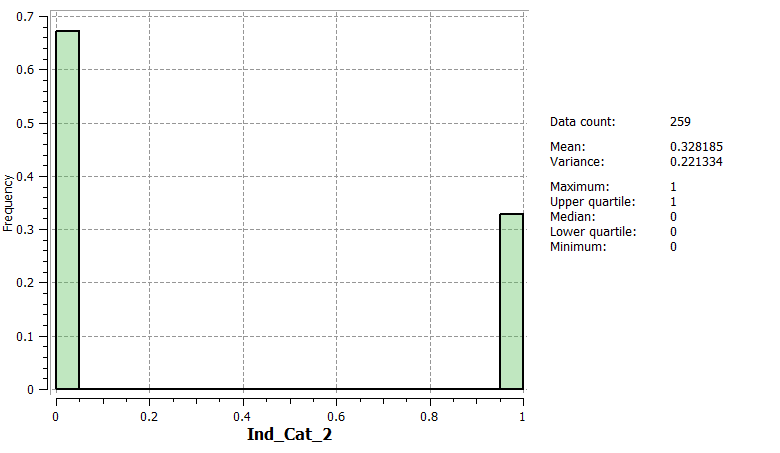 0.7
0.6
0.5
0.4
0.3
0.2
0.1
0
Frequency
0 0.2 0.4 0.6 0.8 1
Ind_Cat_2
Data count: 259
Mean: 0.328185
Variance: 0.221334
Maximum: 1
Upper quartile: 1
Median: 0
Lower quartile: 0
Minimum: 0